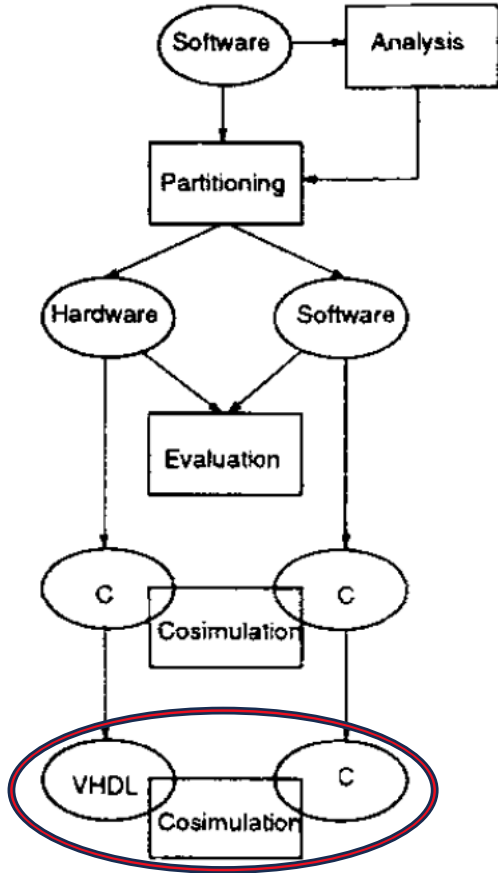 Software
Analysis
Partitioning
Hardware
Software
Evaluation
C
C
Cosimulation
VHDL
C
Cosimulation